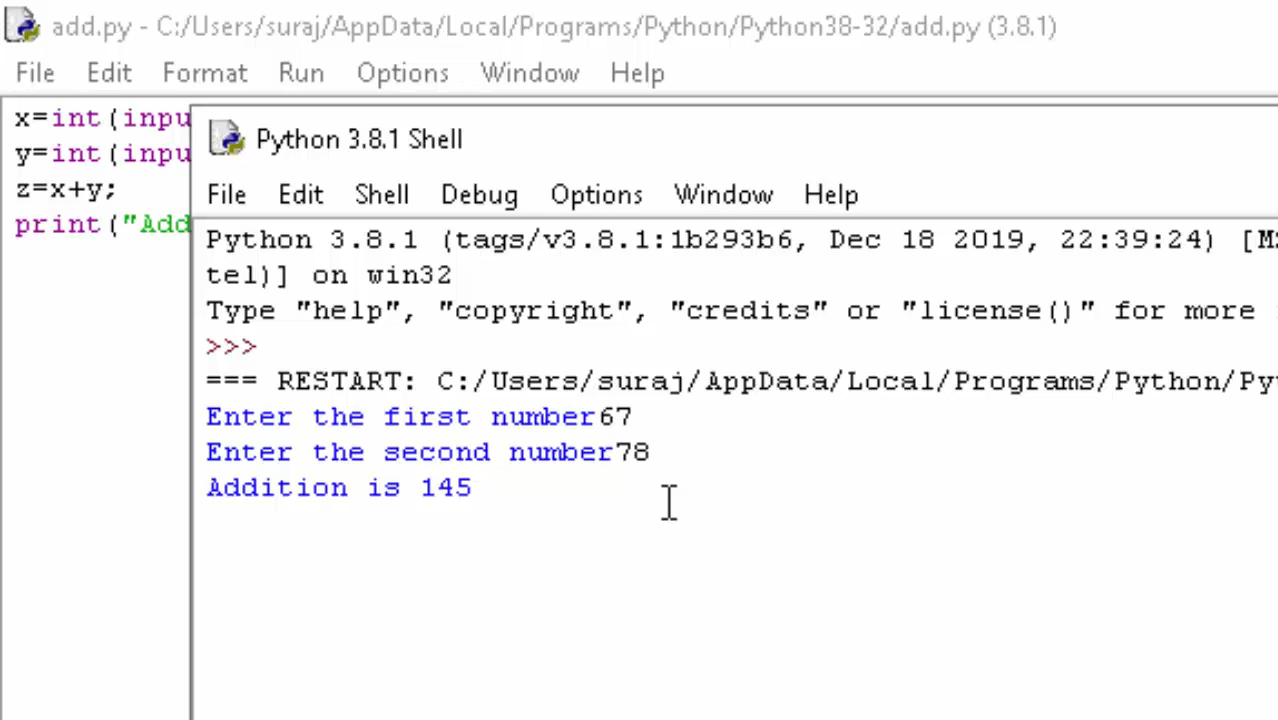 add.py - C:/Users/suraj/AppData/Local/Programs/Python/Python38-32/add.py (3.8.1)
File Edit Format Run Options Window Help
x=int(inpu
y=int(inpu
z=x+y;
print("Add
Python 3.8.1 Shell
File Edit Shell Debug Options Window Help
Python 3.8.1 (tags/v3.8.1:1b293b6, Dec 18 2019, 22:39:24) [M
tel)] on win32
Type "help", "copyright", "credits" or "license()" for more
>>>
=== RESTART: C:/Users/suraj/AppData/Local/Programs/Python/Py
Enter the first number67
Enter the second number78
Addition is 145